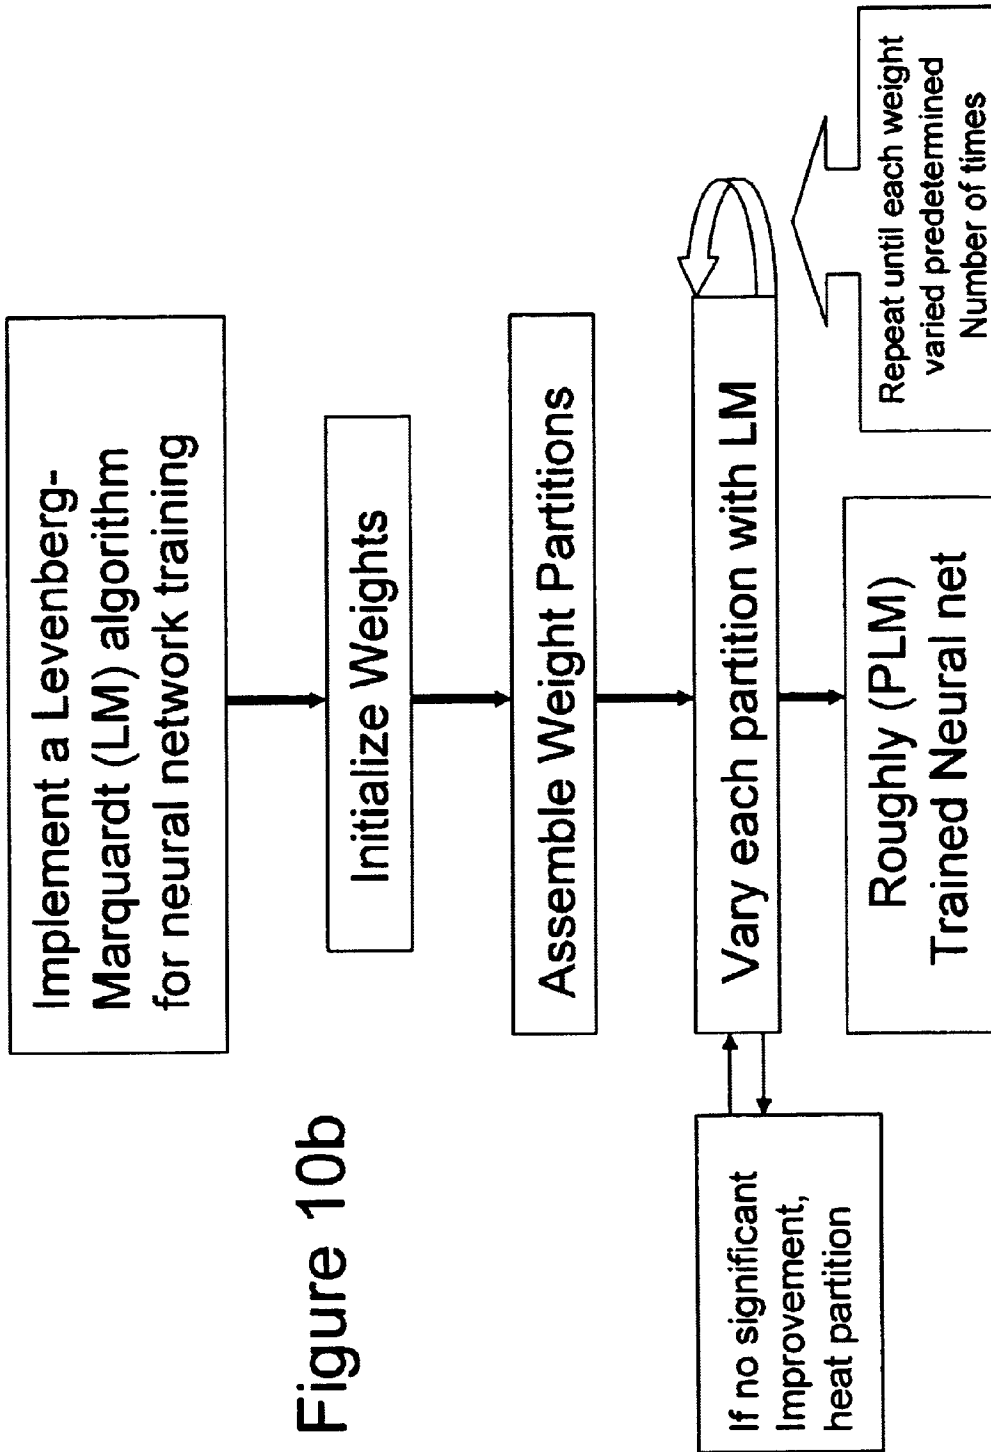 Figure 10b
Implement a Levenberg-
Marquardt (LM) algorithm
for neural network training
Initialize Weights
Assemble Weight Partitions
Vary each partition with LM
If no significant
Improvement,
heat partition
Repeat until each weight
varied predetermined
Number of times
Roughly (PLM)
Trained Neural net